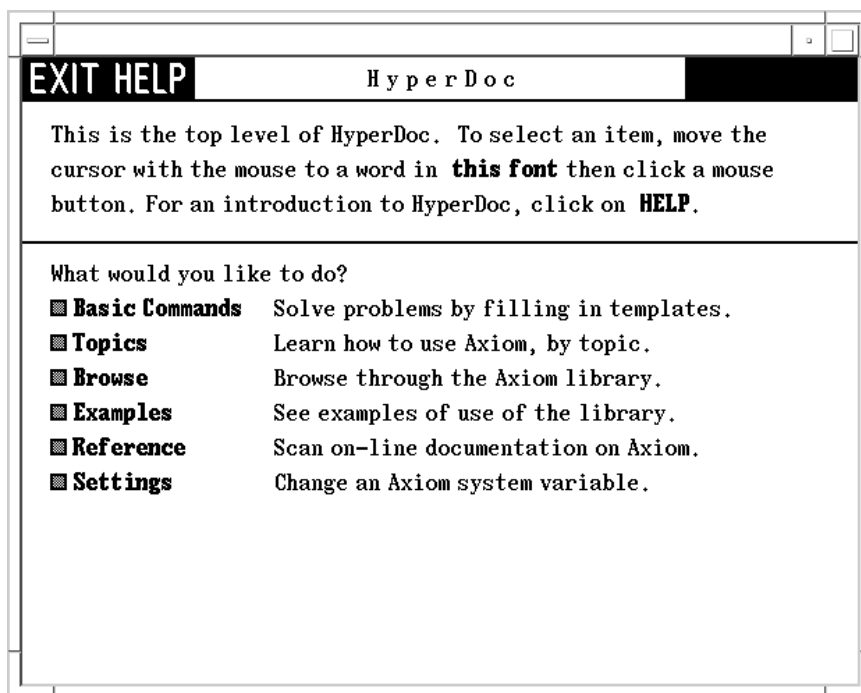 EXIT HELP HyperDoc
This is the top level of HyperDoc. To select an item, move the
cursor with the mouse to a word in this font then click a mouse
button. For an introduction to HyperDoc, click on HELP.
What would you like to do?
Basic Commands Solve problems by filling in templates.
Topics Learn how to use Axiom, by topic.
Browse Browse through the Axiom library.
Examples See examples of use of the library.
Reference Scan on-line documentation on Axiom.
Settings Change an Axiom system variable.